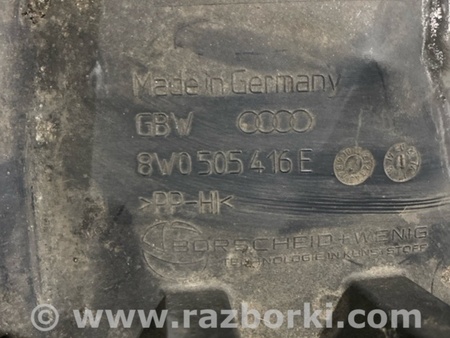 Made in Germany
GBW
8W0 505 416 E
>PP-HI<
BORSCHEID+WENIG
TECHNOLOGIE IN KUNSTSTOFF
www.razborki.com